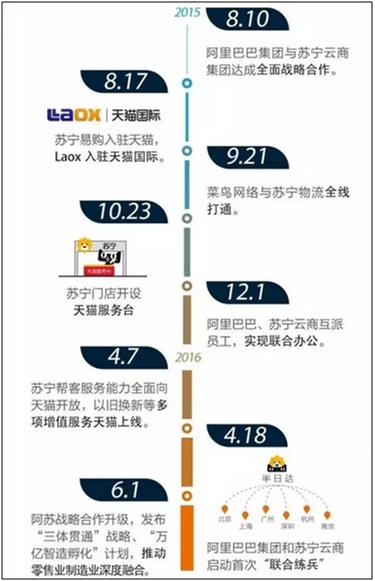 2015
8.10
阿里巴巴集团与苏宁云商
集团达成全面战略合作。
8.17
LAOX 天猫国际
苏宁易购入驻天猫，
Laox 入驻天猫国际。
9.21
菜鸟网络与苏宁物流全线
打通。
10.23
苏宁
天猫服务台
苏宁门店开设
天猫服务台
12.1
阿里巴巴、苏宁云商互派
员工，实现联合办公。
2016
4.7
苏宁帮客服务能力全面向
天猫开放，以旧换新等多
项增值服务天猫上线。
4.18
半日达
北京 上海 广州 深圳 杭州 南京
阿里巴巴集团和苏宁云商
启动首次“联合练兵”
6.1
阿苏战略合作升级，发布
“三体贯通”战略、“万
亿智造孵化”计划，推动
零售业制造业深度融合。